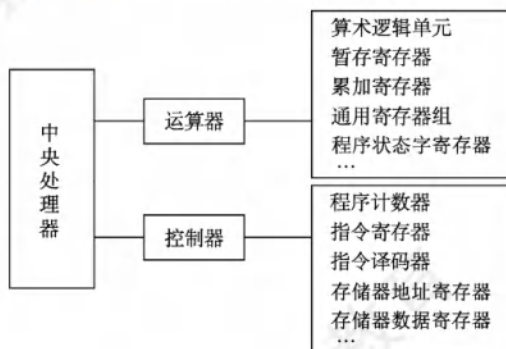 中央处理器
运算器
算术逻辑单元
暂存寄存器
累加寄存器
通用寄存器组
程序状态字寄存器
…
控制器
程序计数器
指令寄存器
指令译码器
存储器地址寄存器
存储器数据寄存器
…